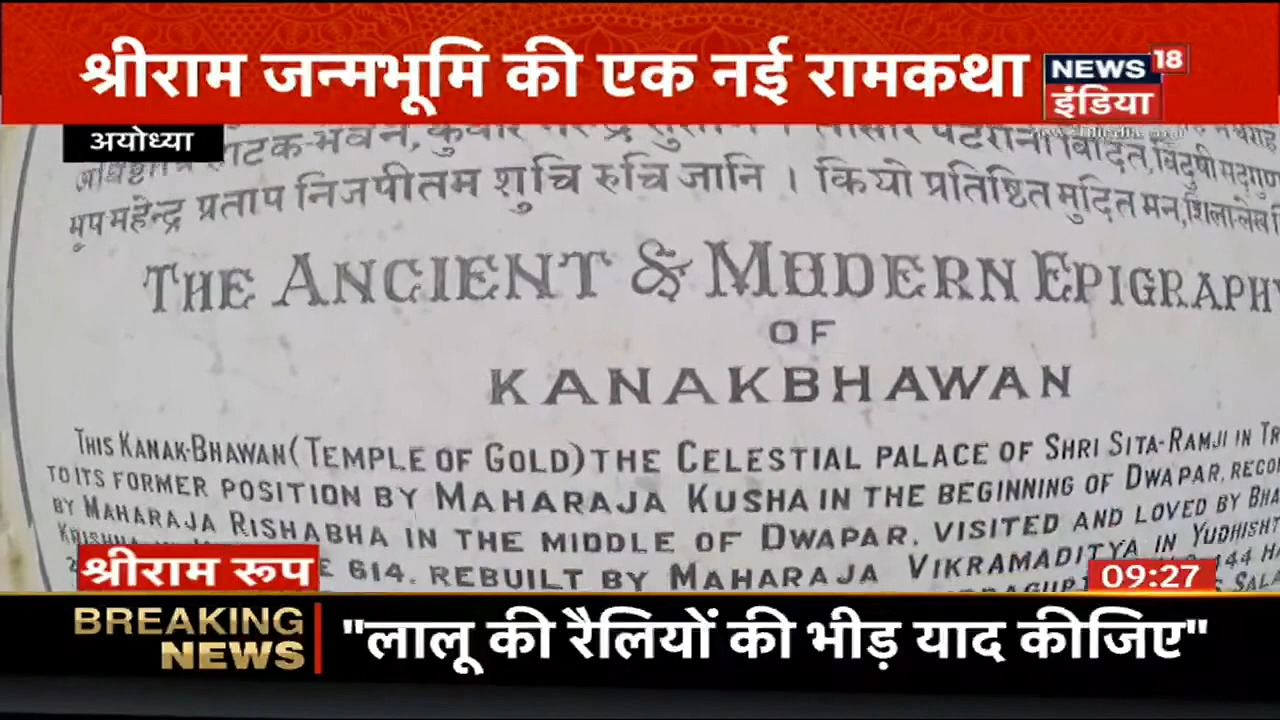 श्रीराम जन्मभूमि की एक नई रामकथा
NEWS 18
इंडिया
अयोध्या
भूप महेन्द्र प्रताप निजपीतम शुचि रुचि जानि । कियो प्रतिष्ठित मुदित मन, शिला-लेख
THE ANCIENT & MODERN EPIGRAPHY
OF
KANAKBHAWAN
THIS KANAK-BHAWAN (TEMPLE OF GOLD) THE CELESTIAL PALACE OF SHRI SITA-RAMJI IN
TO ITS FORMER POSITION BY MAHARAJA KUSHA IN THE BEGINNING OF DWAPAR,
BY MAHARAJA RISHABHA IN THE MIDDLE OF DWAPAR, VISITED AND LOVED BY
614. REBUILT BY MAHARAJA VIKRAMADITYA IN
श्रीराम रूप
09:27
BREAKING
NEWS
"लालू की रैलियों की भीड़ याद कीजिए"